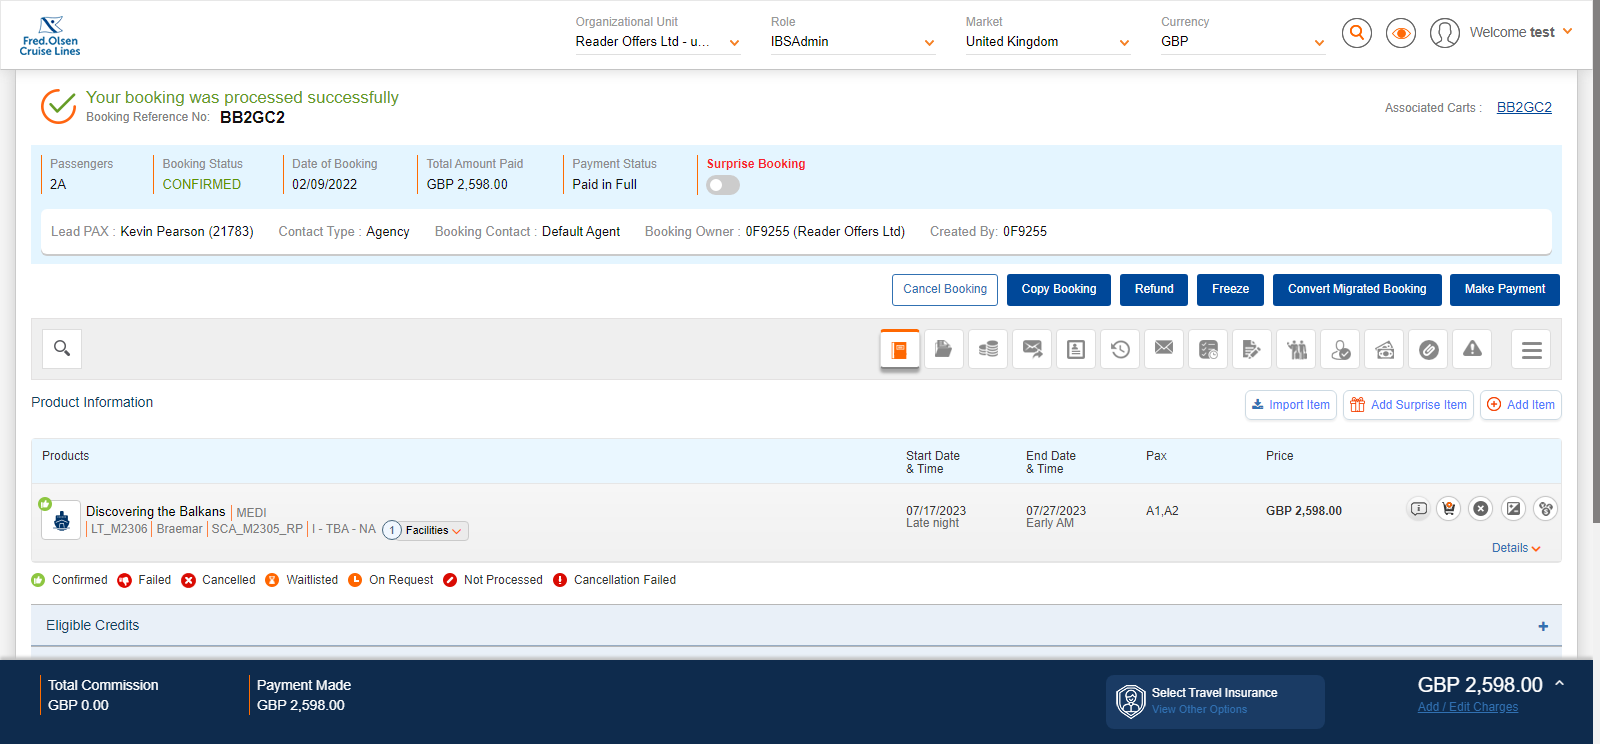 Fred.Olsen
Cruise Lines
Organizational Unit
Reader Offers Ltd - u...
Role
IBSAdmin
Market
United Kingdom
Currency
GBP
Welcome test
Your booking was processed successfully
Booking Reference No: BB2GC2
Associated Carts : BB2GC2
Passengers
2A
Booking Status
CONFIRMED
Date of Booking
02/09/2022
Total Amount Paid
GBP 2,598.00
Payment Status
Paid in Full
Surprise Booking
Lead PAX : Kevin Pearson (21783) Contact Type : Agency Booking Contact : Default Agent Booking Owner : 0F9255 (Reader Offers Ltd) Created By: 0F9255
Cancel Booking Copy Booking Refund Freeze Convert Migrated Booking Make Payment
Product Information
Import Item Add Surprise Item Add Item
Products
Start Date
& Time
End Date
& Time
Pax
Price
Discovering the Balkans MEDI
LT_M2306 Braemar SCA_M2305_RP I - TBA - NA 1 Facilities
07/17/2023
Late night
07/27/2023
Early AM
A1,A2
GBP 2,598.00
Details
Confirmed Failed Cancelled Waitlisted On Request Not Processed Cancellation Failed
Eligible Credits +
Total Commission
GBP 0.00
Payment Made
GBP 2,598.00
Select Travel Insurance
View Other Options
GBP 2,598.00
Add / Edit Charges